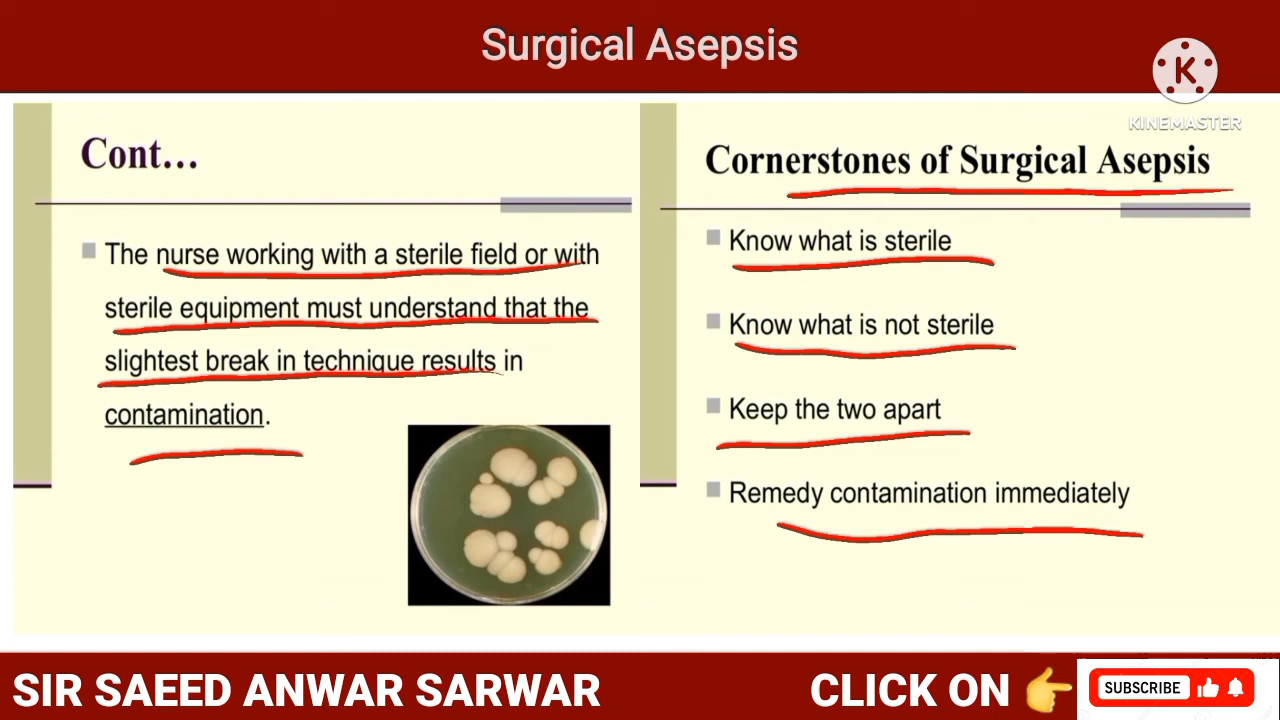 Surgical Asepsis
KINEMASTER
Cont...
The nurse working with a sterile field or with
sterile equipment must understand that the
slightest break in technique results in
contamination.
Cornerstones of Surgical Asepsis
Know what is sterile
Know what is not sterile
Keep the two apart
Remedy contamination immediately
SIR SAEED ANWAR SARWAR
CLICK ON
SUBSCRIBE